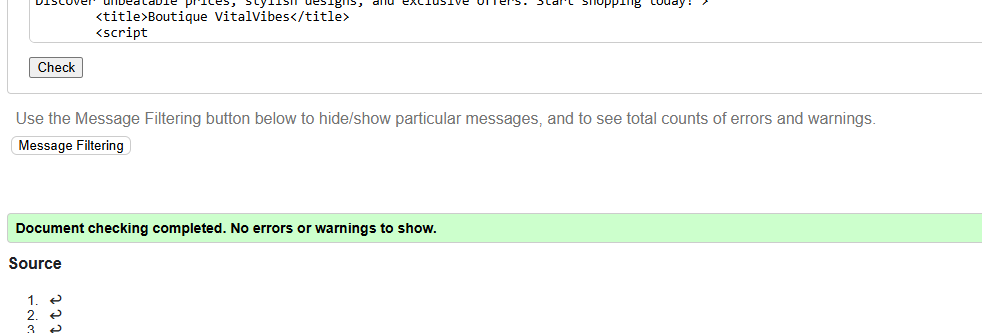 Discover unbeatable prices, stylish designs, and exclusive offers. Start shopping today!">
<title>Boutique VitalVibes</title>
<script
Check
Use the Message Filtering button below to hide/show particular messages, and to see total counts of errors and warnings.
Message Filtering
Document checking completed. No errors or warnings to show.
Source
1. ↩
2. ↩
3. ↩